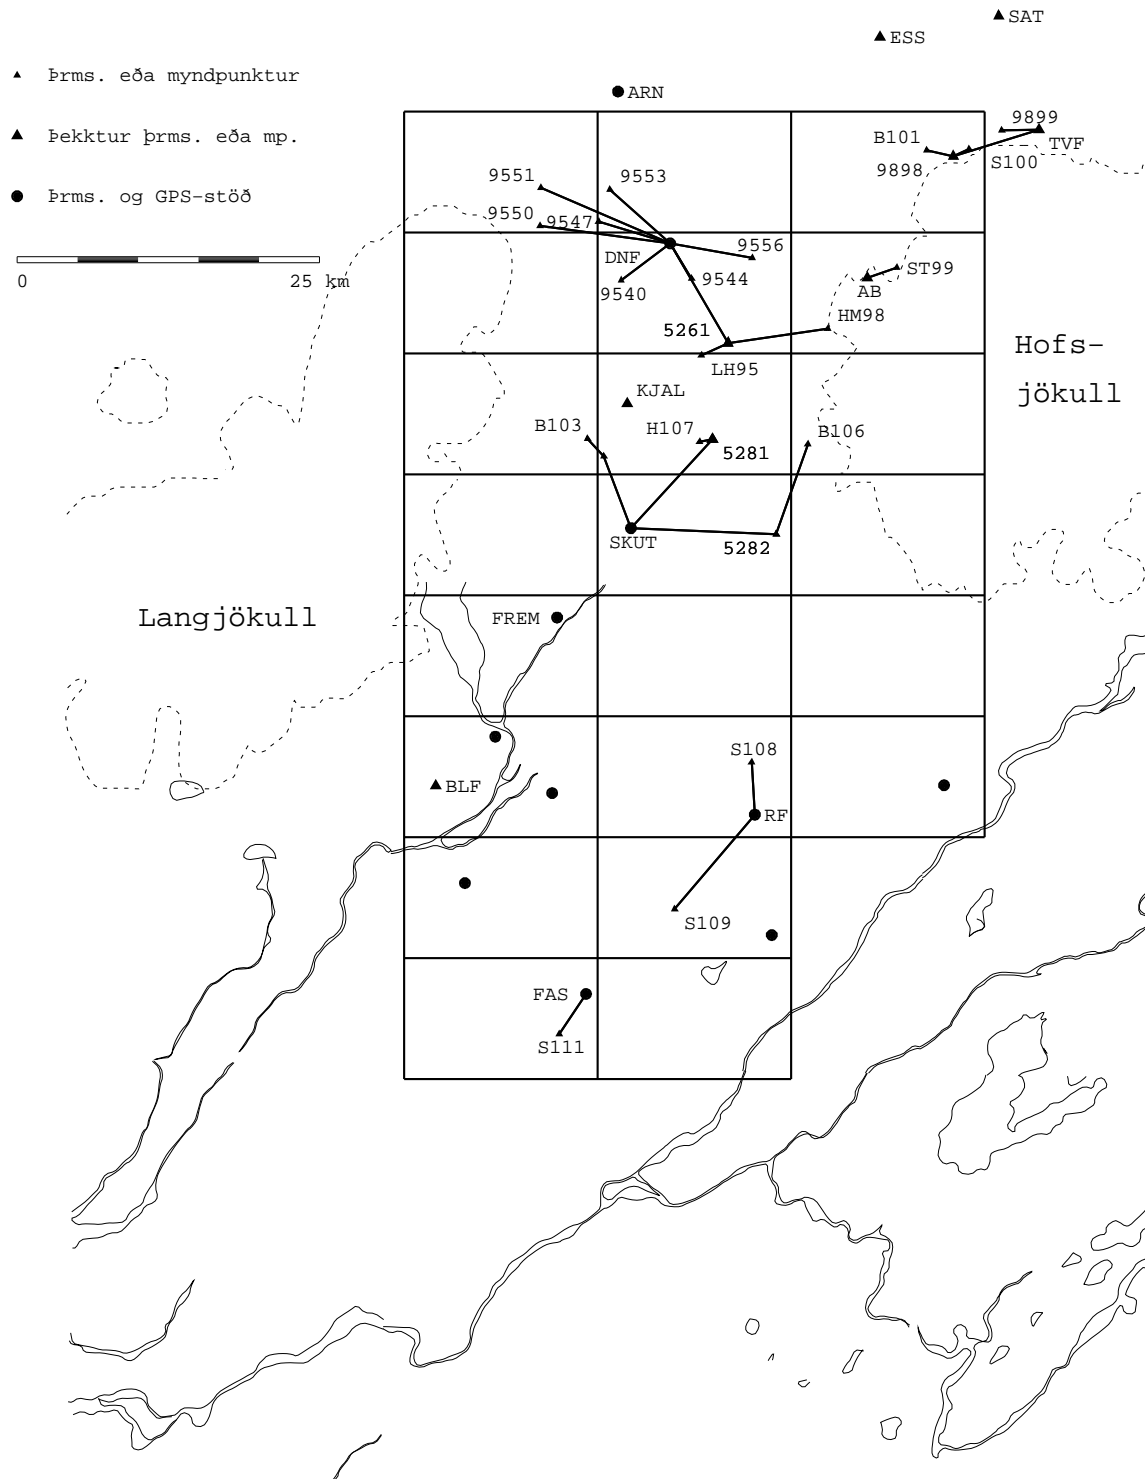 SAT
ESS
Þrms. eða myndpunktur
ARN
9899
Þekktur þrms. eða mp.
B101
TVF
S100
9898
9551
9553
Þrms. og GPS-stöð
9550
9547
9556
DNF
ST99
0
25 km
9544
AB
9540
HM98
5261
Hofs-
LH95
KJAL
jökull
B103
H107
B106
5281
SKUT
5282
Langjökull
FREM
S108
BLF
RF
S109
FAS
S111